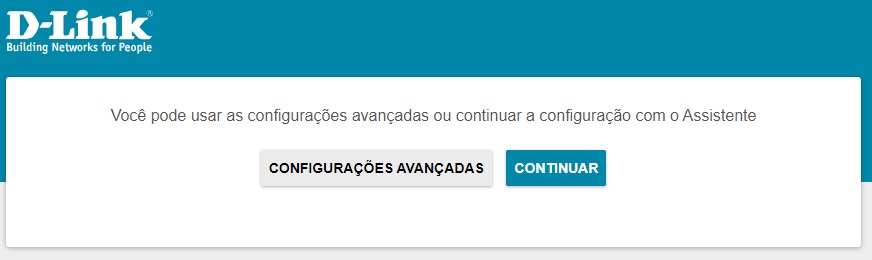 D-Link®
Building Networks for People
Você pode usar as configurações avançadas ou continuar a configuração com o Assistente
CONFIGURAÇÕES AVANÇADAS CONTINUAR